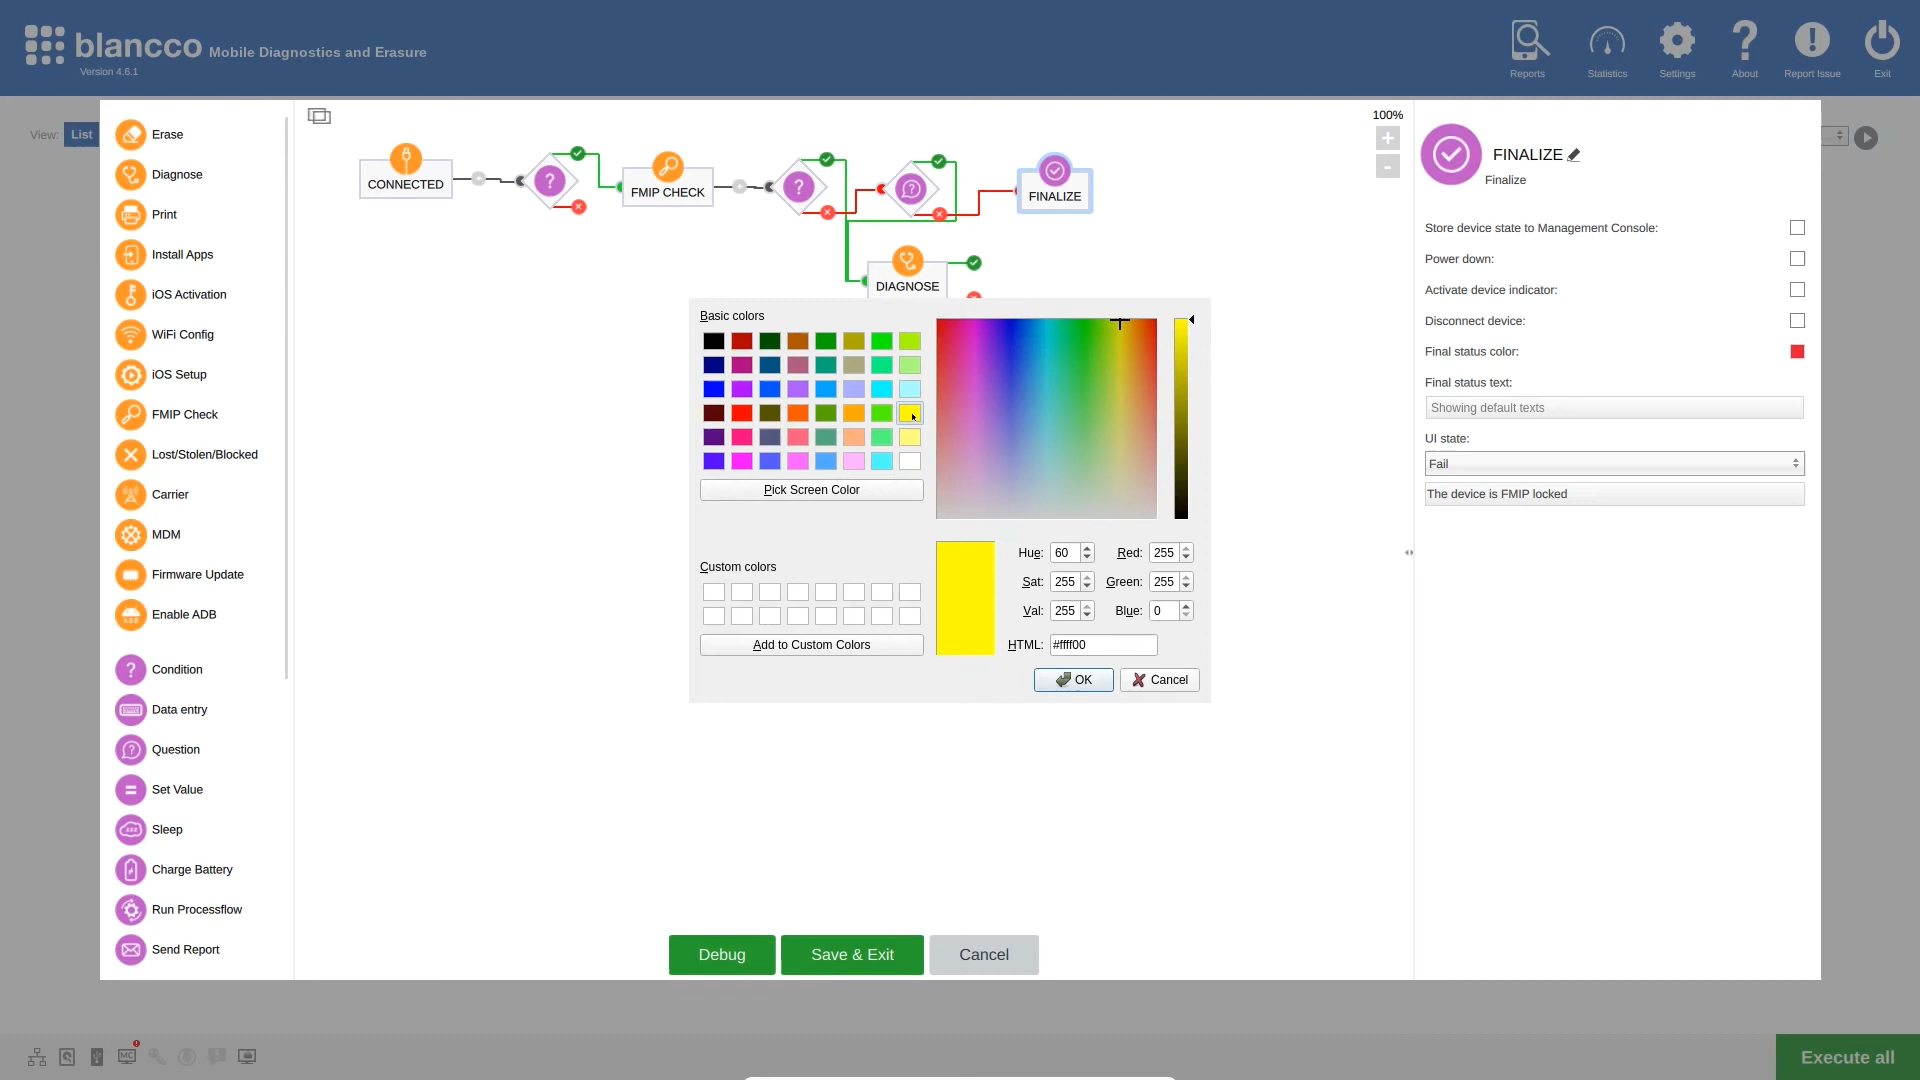 blancco Mobile Diagnostics and Erasure
Version 4.6.1
Reports
Statistics
Settings
About
Report Issue
Exit
View: List
Erase
Diagnose
Print
Install Apps
iOS Activation
WiFi Config
iOS Setup
FMIP Check
Lost/Stolen/Blocked
Carrier
MDM
Firmware Update
Enable ADB
Condition
Data entry
Question
Set Value
Sleep
Charge Battery
Run Processflow
Send Report
100%
+
-
CONNECTED
FMIP CHECK
FINALIZE
DIAGNOSE
Basic colors
Pick Screen Color
Custom colors
Add to Custom Colors
Hue: 60
Red: 255
Sat: 255
Green: 255
Val: 255
Blue: 0
HTML: #ffff00
OK
Cancel
Debug
Save & Exit
Cancel
FINALIZE
Finalize
Store device state to Management Console:
Power down:
Activate device indicator:
Disconnect device:
Final status color:
Final status text:
Showing default texts
UI state:
Fail
The device is FMIP locked
MC
Execute all